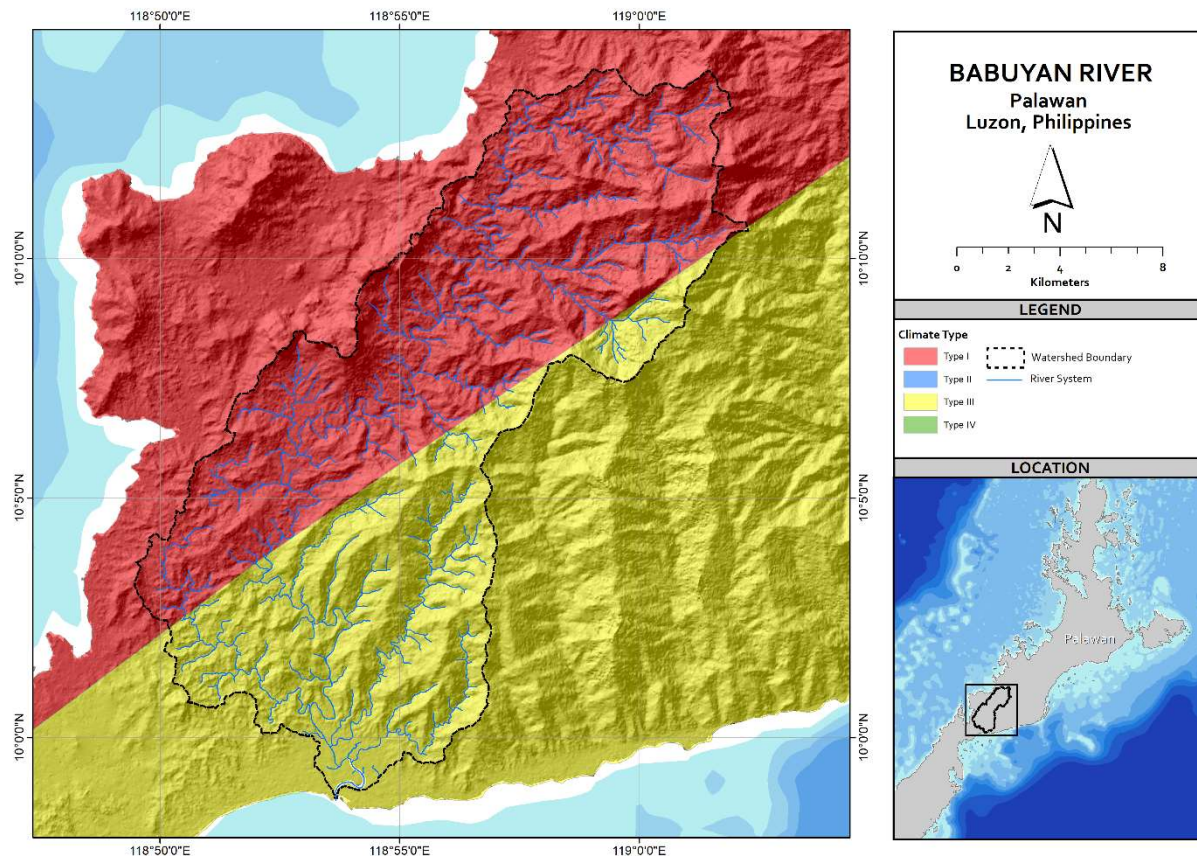 118°50'0"E 118°55'0"E 119°0'0"E
10°10'0"N 10°10'0"N
10°5'0"N 10°5'0"N
10°0'0"N 10°0'0"N
118°50'0"E 118°55'0"E 119°0'0"E
BABUYAN RIVER
Palawan
Luzon, Philippines
N
0 2 4 8
Kilometers
LEGEND
Climate Type
Type I Watershed Boundary
Type II River System
Type III
Type IV
LOCATION
Palawan